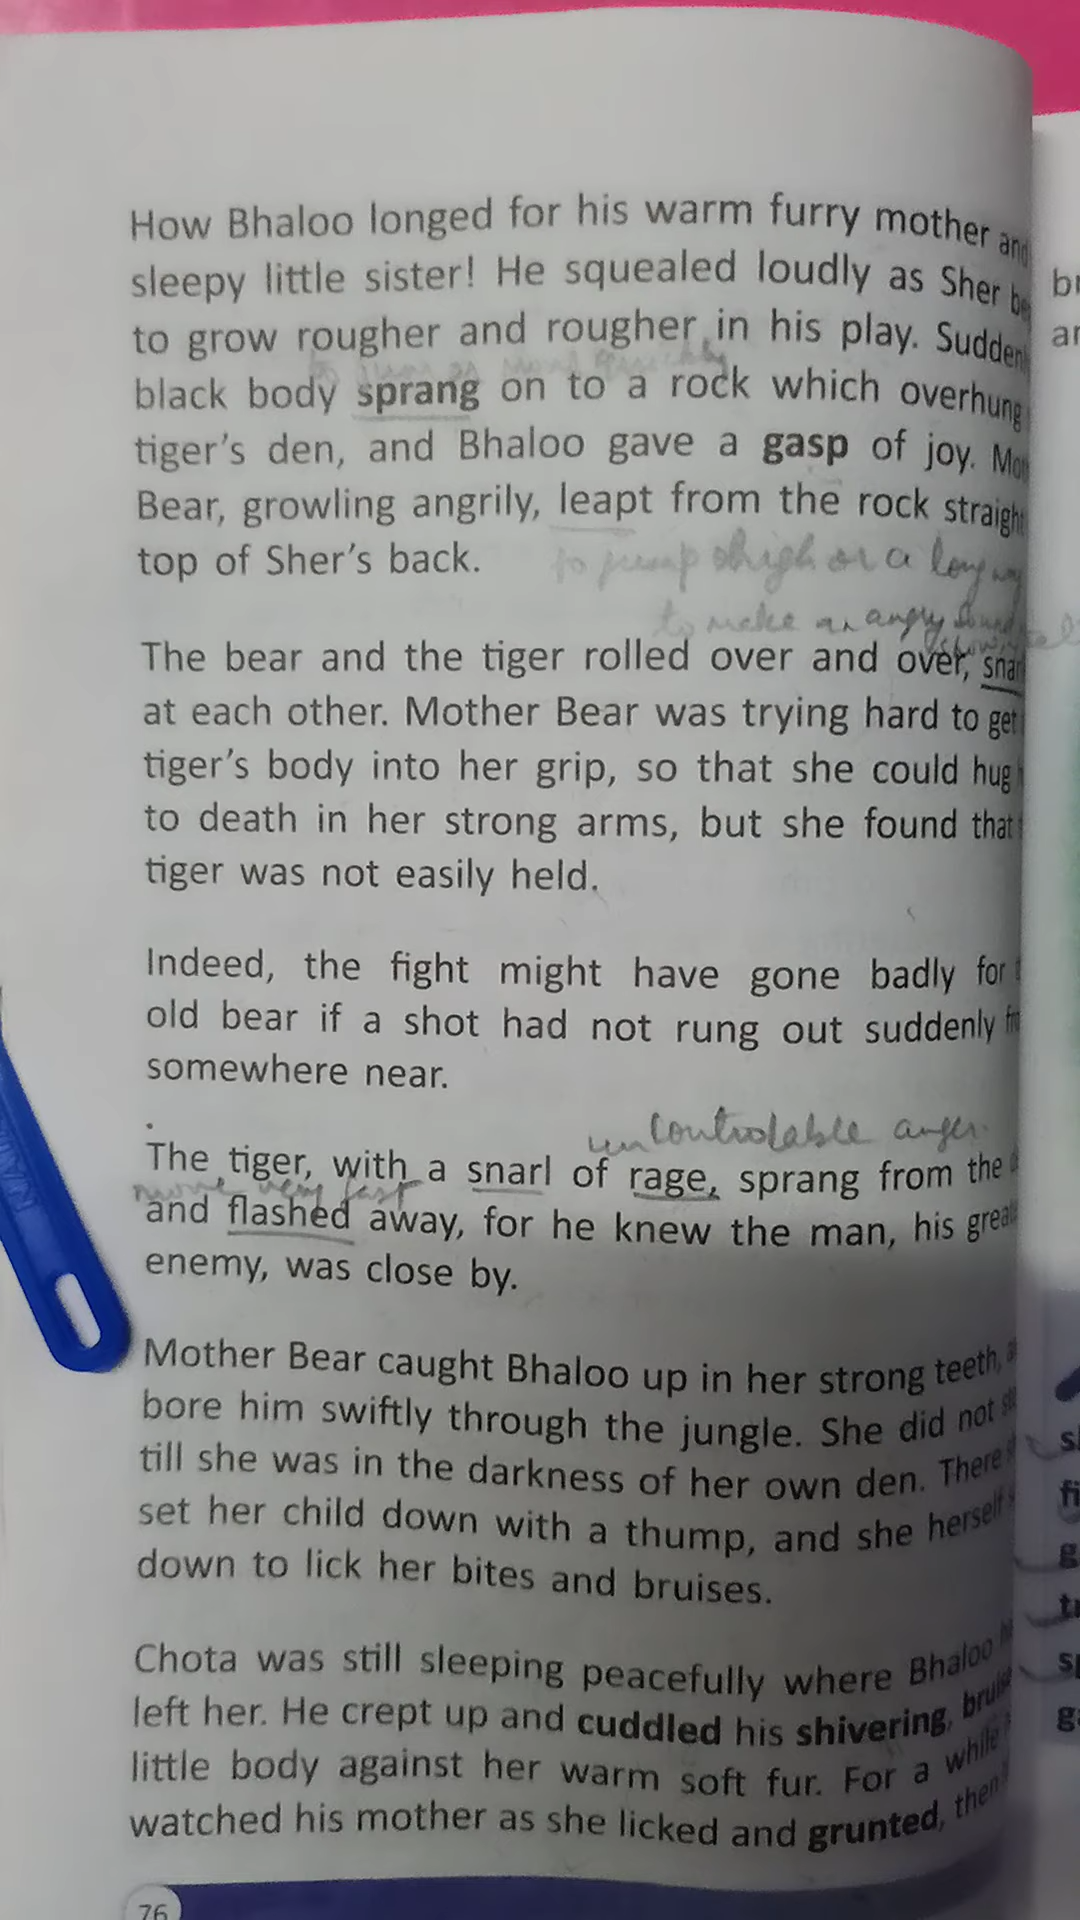 How Bhaloo longed for his warm furry mother and
sleepy little sister! He squealed loudly as Sher
to grow rougher and rougher in his play.
black body sprang on to a rock which overhung
tiger's den, and Bhaloo gave a gasp of joy.
Bear, growling angrily, leapt from the rock straight
top of Sher's back.
to jump high or a long way
to make an angry sound
The bear and the tiger rolled over and over,
at each other. Mother Bear was trying hard to get
tiger's body into her grip, so that she could hug
to death in her strong arms, but she found that
tiger was not easily held.
Indeed, the fight might have gone badly for
old bear if a shot had not rung out suddenly
somewhere near.
uncontrolable anger.
The tiger, with a snarl of rage, sprang from the
move very fast
and flashed away, for he knew the man, his
enemy, was close by.
Mother Bear caught Bhaloo up in her strong teeth,
bore him swiftly through the jungle. She did not
till she was in the darkness of her own den. There
set her child down with a thump, and she herself
down to lick her bites and bruises.
Chota was still sleeping peacefully where Bhaloo
left her. He crept up and cuddled his shivering,
little body against her warm soft fur. For a while
watched his mother as she licked and grunted, then
76